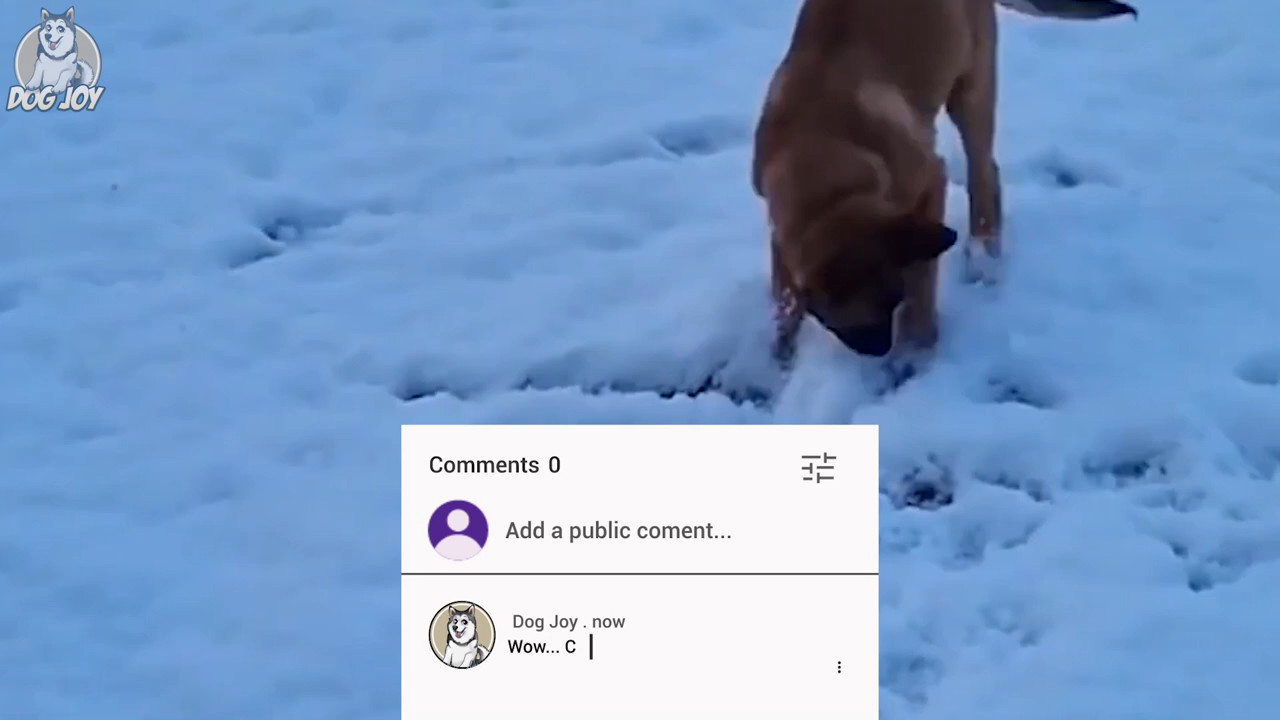 DOG JOY
Comments 0
Add a public coment...
Dog Joy . now
Wow... C